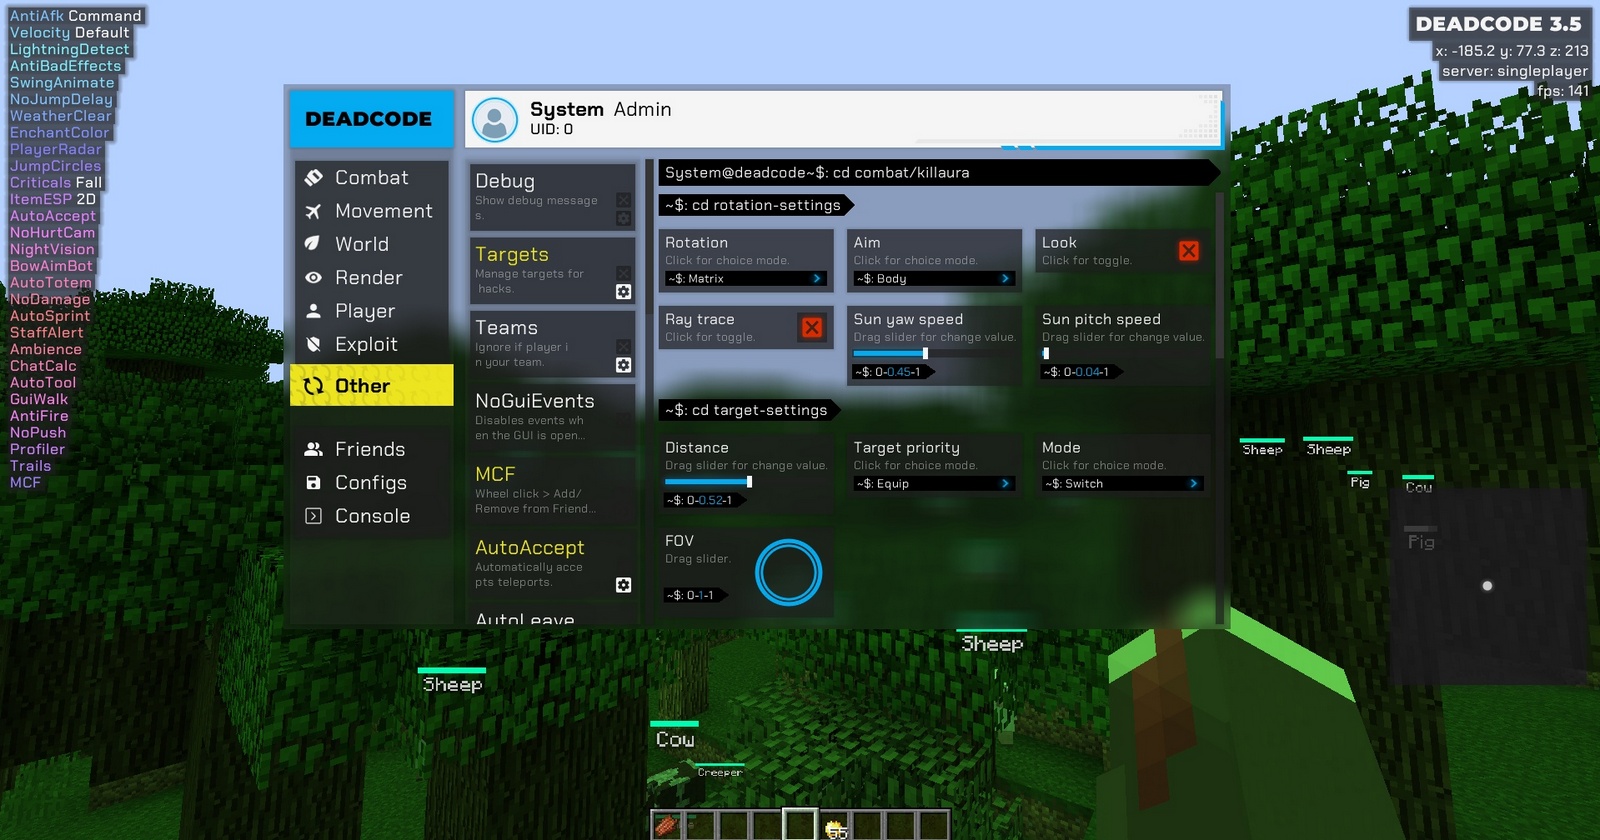 AntiAfk Command
Velocity Default
LightningDetect
AntiBadEffects
SwingAnimate
NoJumpDelay
WeatherClear
EnchantColor
PlayerRadar
JumpCircles
Criticals Fall
ItemESP 2D
AutoAccept
NoHurtCam
NightVision
BowAimBot
AutoTotem
NoDamage
AutoSprint
StaffAlert
Ambience
ChatCalc
AutoTool
GuiWalk
AntiFire
NoPush
Profiler
Trails
MCF
DEADCODE 3.5
x: -185.2 y: 77.3 z: 213
server: singleplayer
fps: 141
DEADCODE
System Admin
UID: 0
Combat
Movement
World
Render
Player
Exploit
Other
Friends
Configs
Console
Debug
Show debug message
s.
Targets
Manage targets for
hacks.
Teams
Ignore if player i
n your team.
NoGuiEvents
Disables events wh
en the GUI is open...
MCF
Wheel click > Add/
Remove from Friend...
AutoAccept
Automatically acce
pts teleports.
AutoLeave
System@deadcode~$: cd combat/killaura
~$: cd rotation-settings
Rotation
Click for choice mode.
~$: Matrix
Aim
Click for choice mode.
~$: Body
Look
Click for toggle.
Ray trace
Click for toggle.
Sun yaw speed
Drag slider for change value.
~$: 0-0.45-1
Sun pitch speed
Drag slider for change value.
~$: 0-0.04-1
~$: cd target-settings
Distance
Drag slider for change value.
~$: 0-0.52-1
Target priority
Click for choice mode.
~$: Equip
Mode
Click for choice mode.
~$: Switch
FOV
Drag slider.
~$: 0-1-1
Sheep
Sheep
Pig
Cow
Pig
Sheep
Sheep
Cow
Creeper